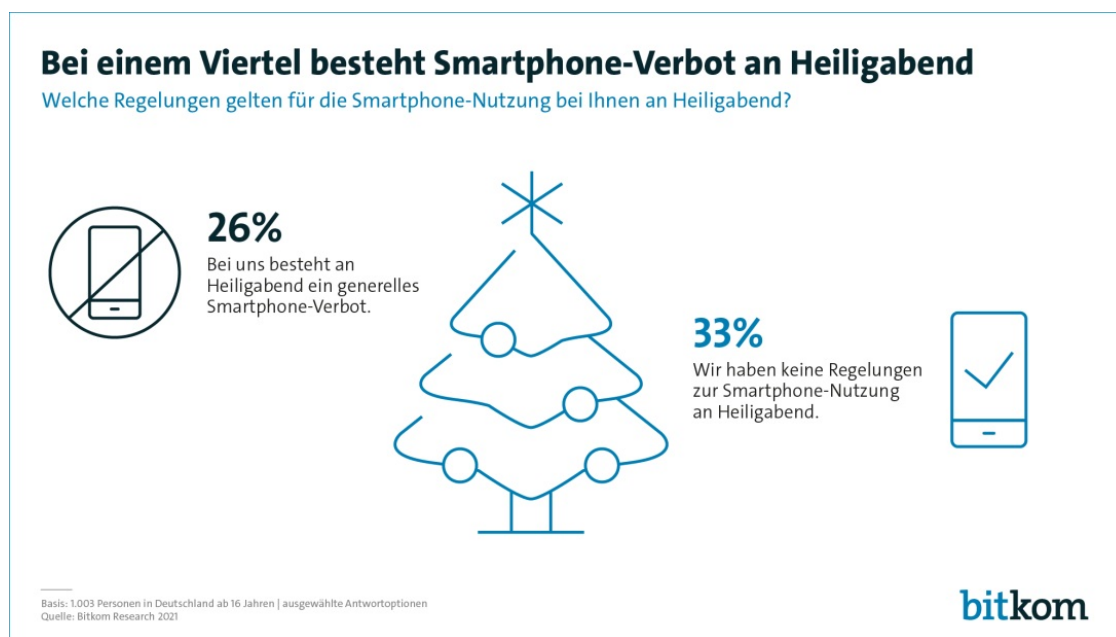 Bei einem Viertel besteht Smartphone-Verbot an Heiligabend
Welche Regelungen gelten für die Smartphone-Nutzung bei Ihnen an Heiligabend?
26%
Bei uns besteht an
Heiligabend ein generelles
Smartphone-Verbot.
33%
Wir haben keine Regelungen
zur Smartphone-Nutzung
an Heiligabend.
Basis: 1.003 Personen in Deutschland ab 16 Jahren | ausgewählte Antwortoptionen
Quelle: Bitkom Research 2021
bitkom